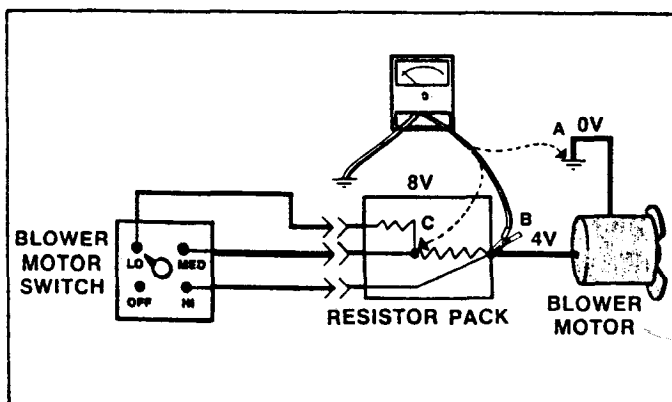 A 0V
8V
C
B
4V
BLOWER
MOTOR
SWITCH
LO
MED
OFF
HI
RESISTOR PACK
BLOWER
MOTOR